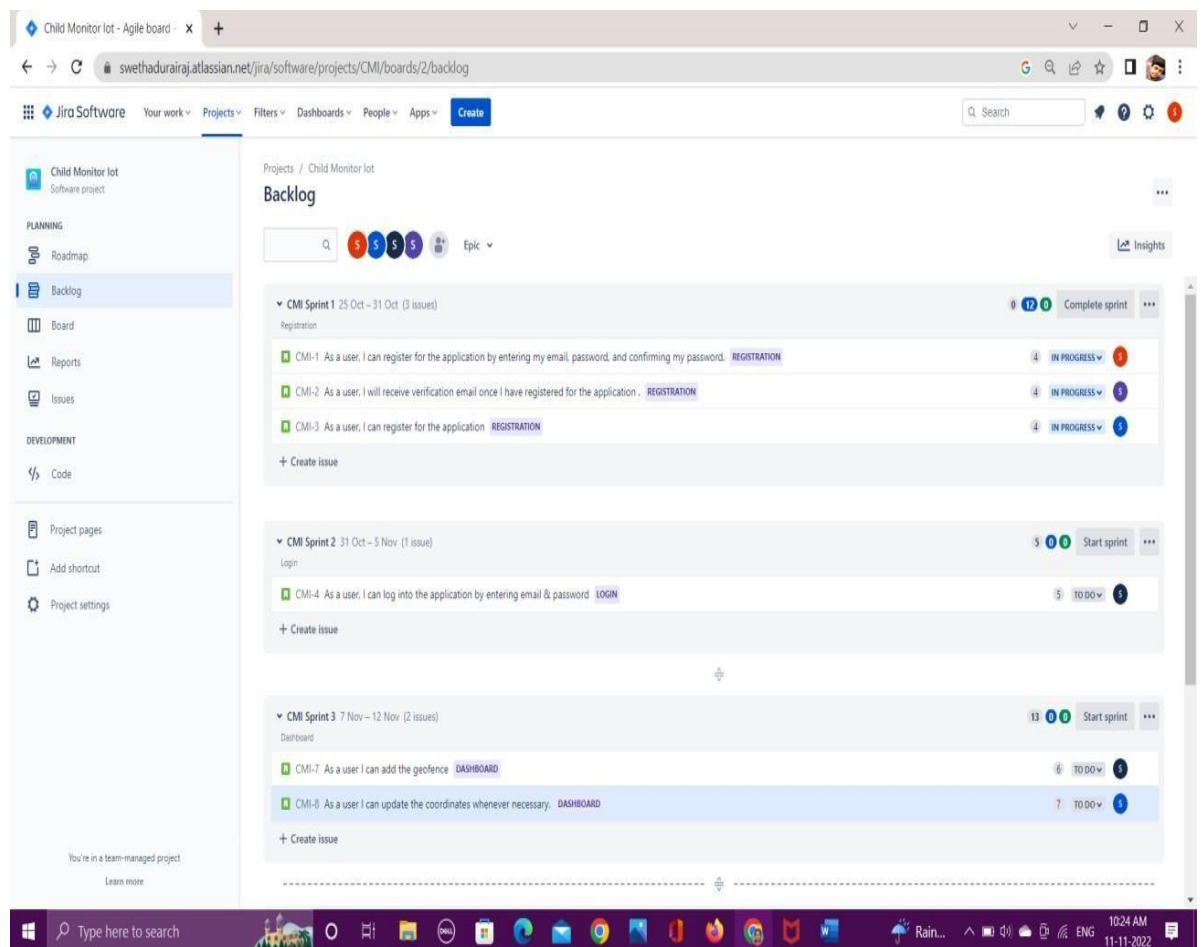 Child Monitor Iot - Agile board -
swethadurairaj.atlassian.net/jira/software/projects/CMI/boards/2/backlog
Jira Software Your work Projects Filters Dashboards People Apps Create Search
Child Monitor Iot
Software project
PLANNING
Roadmap
Backlog
Board
Reports
Issues
DEVELOPMENT
Code
Project pages
Add shortcut
Project settings
You're in a team-managed project
Learn more
Projects / Child Monitor Iot
Backlog
S S S S Epic Insights
CMI Sprint 1 25 Oct – 31 Oct (3 issues) 0 12 0 Complete sprint
Registration
CMI-1 As a user, I can register for the application by entering my email, password, and confirming my password. REGISTRATION 4 IN PROGRESS S
CMI-2 As a user, I will receive verification email once I have registered for the application . REGISTRATION 4 IN PROGRESS S
CMI-3 As a user, I can register for the application REGISTRATION 4 IN PROGRESS S
+ Create issue
CMI Sprint 2 31 Oct – 5 Nov (1 issue) 5 0 0 Start sprint
Login
CMI-4 As a user, I can log into the application by entering email & password LOGIN 5 TO DO S
+ Create issue
CMI Sprint 3 7 Nov – 12 Nov (2 issues) 13 0 0 Start sprint
Dashboard
CMI-7 As a user I can add the geofence DASHBOARD 6 TO DO S
CMI-8 As a user I can update the coordinates whenever necessary. DASHBOARD 7 TO DO S
+ Create issue
Type here to search DELL Rain... ENG 10:24 AM
11-11-2022